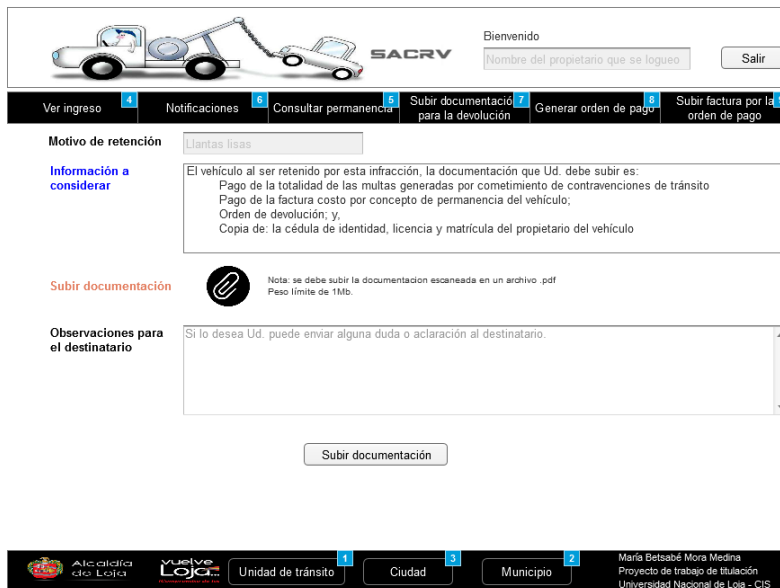 SACRV
Bienvenido
Nombre del propietario que se logueo
Salir
Ver ingreso 4
Notificaciones 6
Consultar permanencia 5
Subir documentació 7
para la devolución
Generar orden de pago 8
Subir factura por la
orden de pago
Motivo de retención
Llantas lisas
Información a
considerar
El vehículo al ser retenido por esta infracción, la documentación que Ud. debe subir es:
Pago de la totalidad de las multas generadas por cometimiento de contravenciones de tránsito
Pago de la factura costo por concepto de permanencia del vehículo;
Orden de devolución; y,
Copia de: la cédula de identidad, licencia y matrícula del propietario del vehículo
Subir documentación
Nota: se debe subir la documentacion escaneada en un archivo .pdf
Peso límite de 1Mb.
Observaciones para
el destinatario
Si lo desea Ud. puede enviar alguna duda o aclaración al destinatario.
Subir documentación
Alcaldía
de Loja
vuelve
Loja...
Unidad de tránsito 1
Ciudad 3
Municipio 2
María Betsabé Mora Medina
Proyecto de trabajo de titulación
Universidad Nacional de Loja - CIS